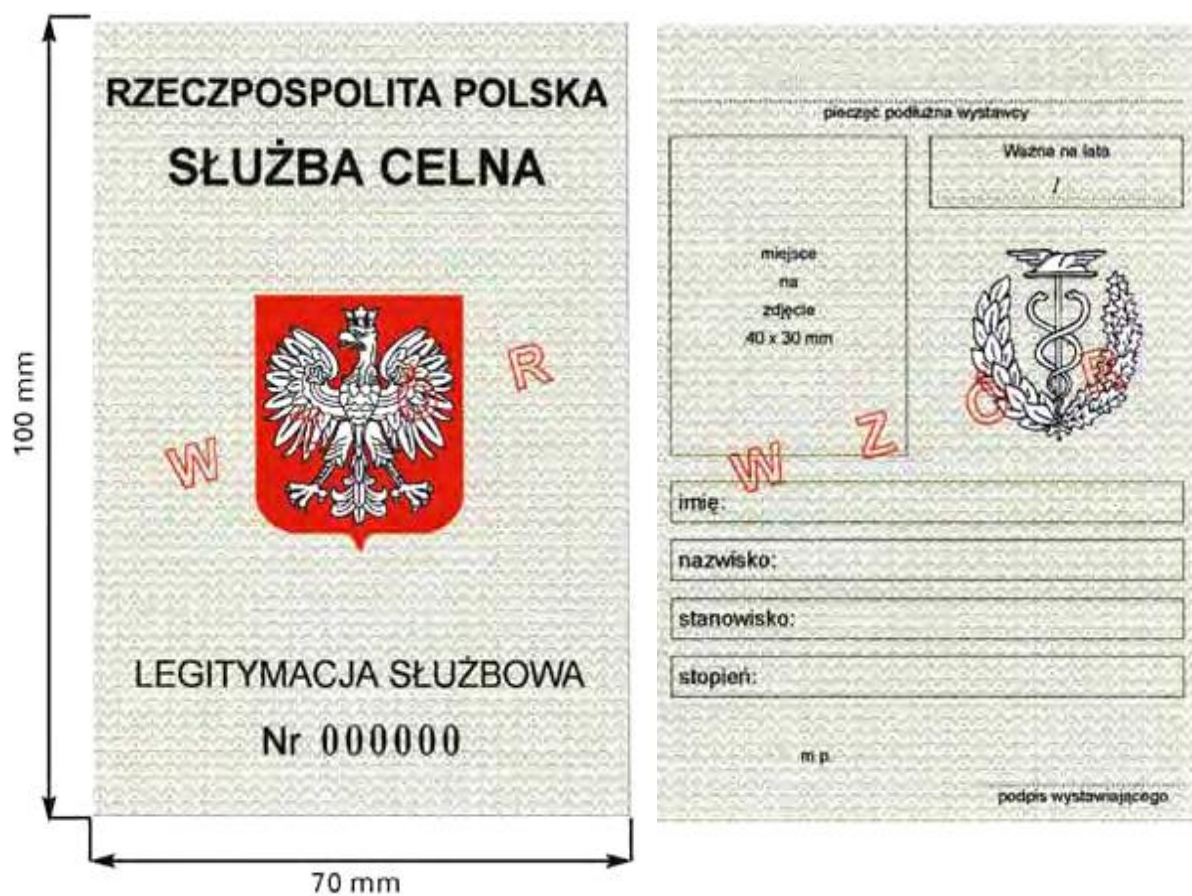 RZECZPOSPOLITA POLSKA
SŁUŻBA CELNA
W R
LEGITYMACJA SŁUŻBOWA
Nr 000000
100 mm
70 mm
pieczęć podłużna wystawcy
Ważna na lata
/
miejsce
na
zdjęcie
40 x 30 mm
W Z Ó R
imię:
nazwisko:
stanowisko:
stopień:
m p
podpis wystawiającego